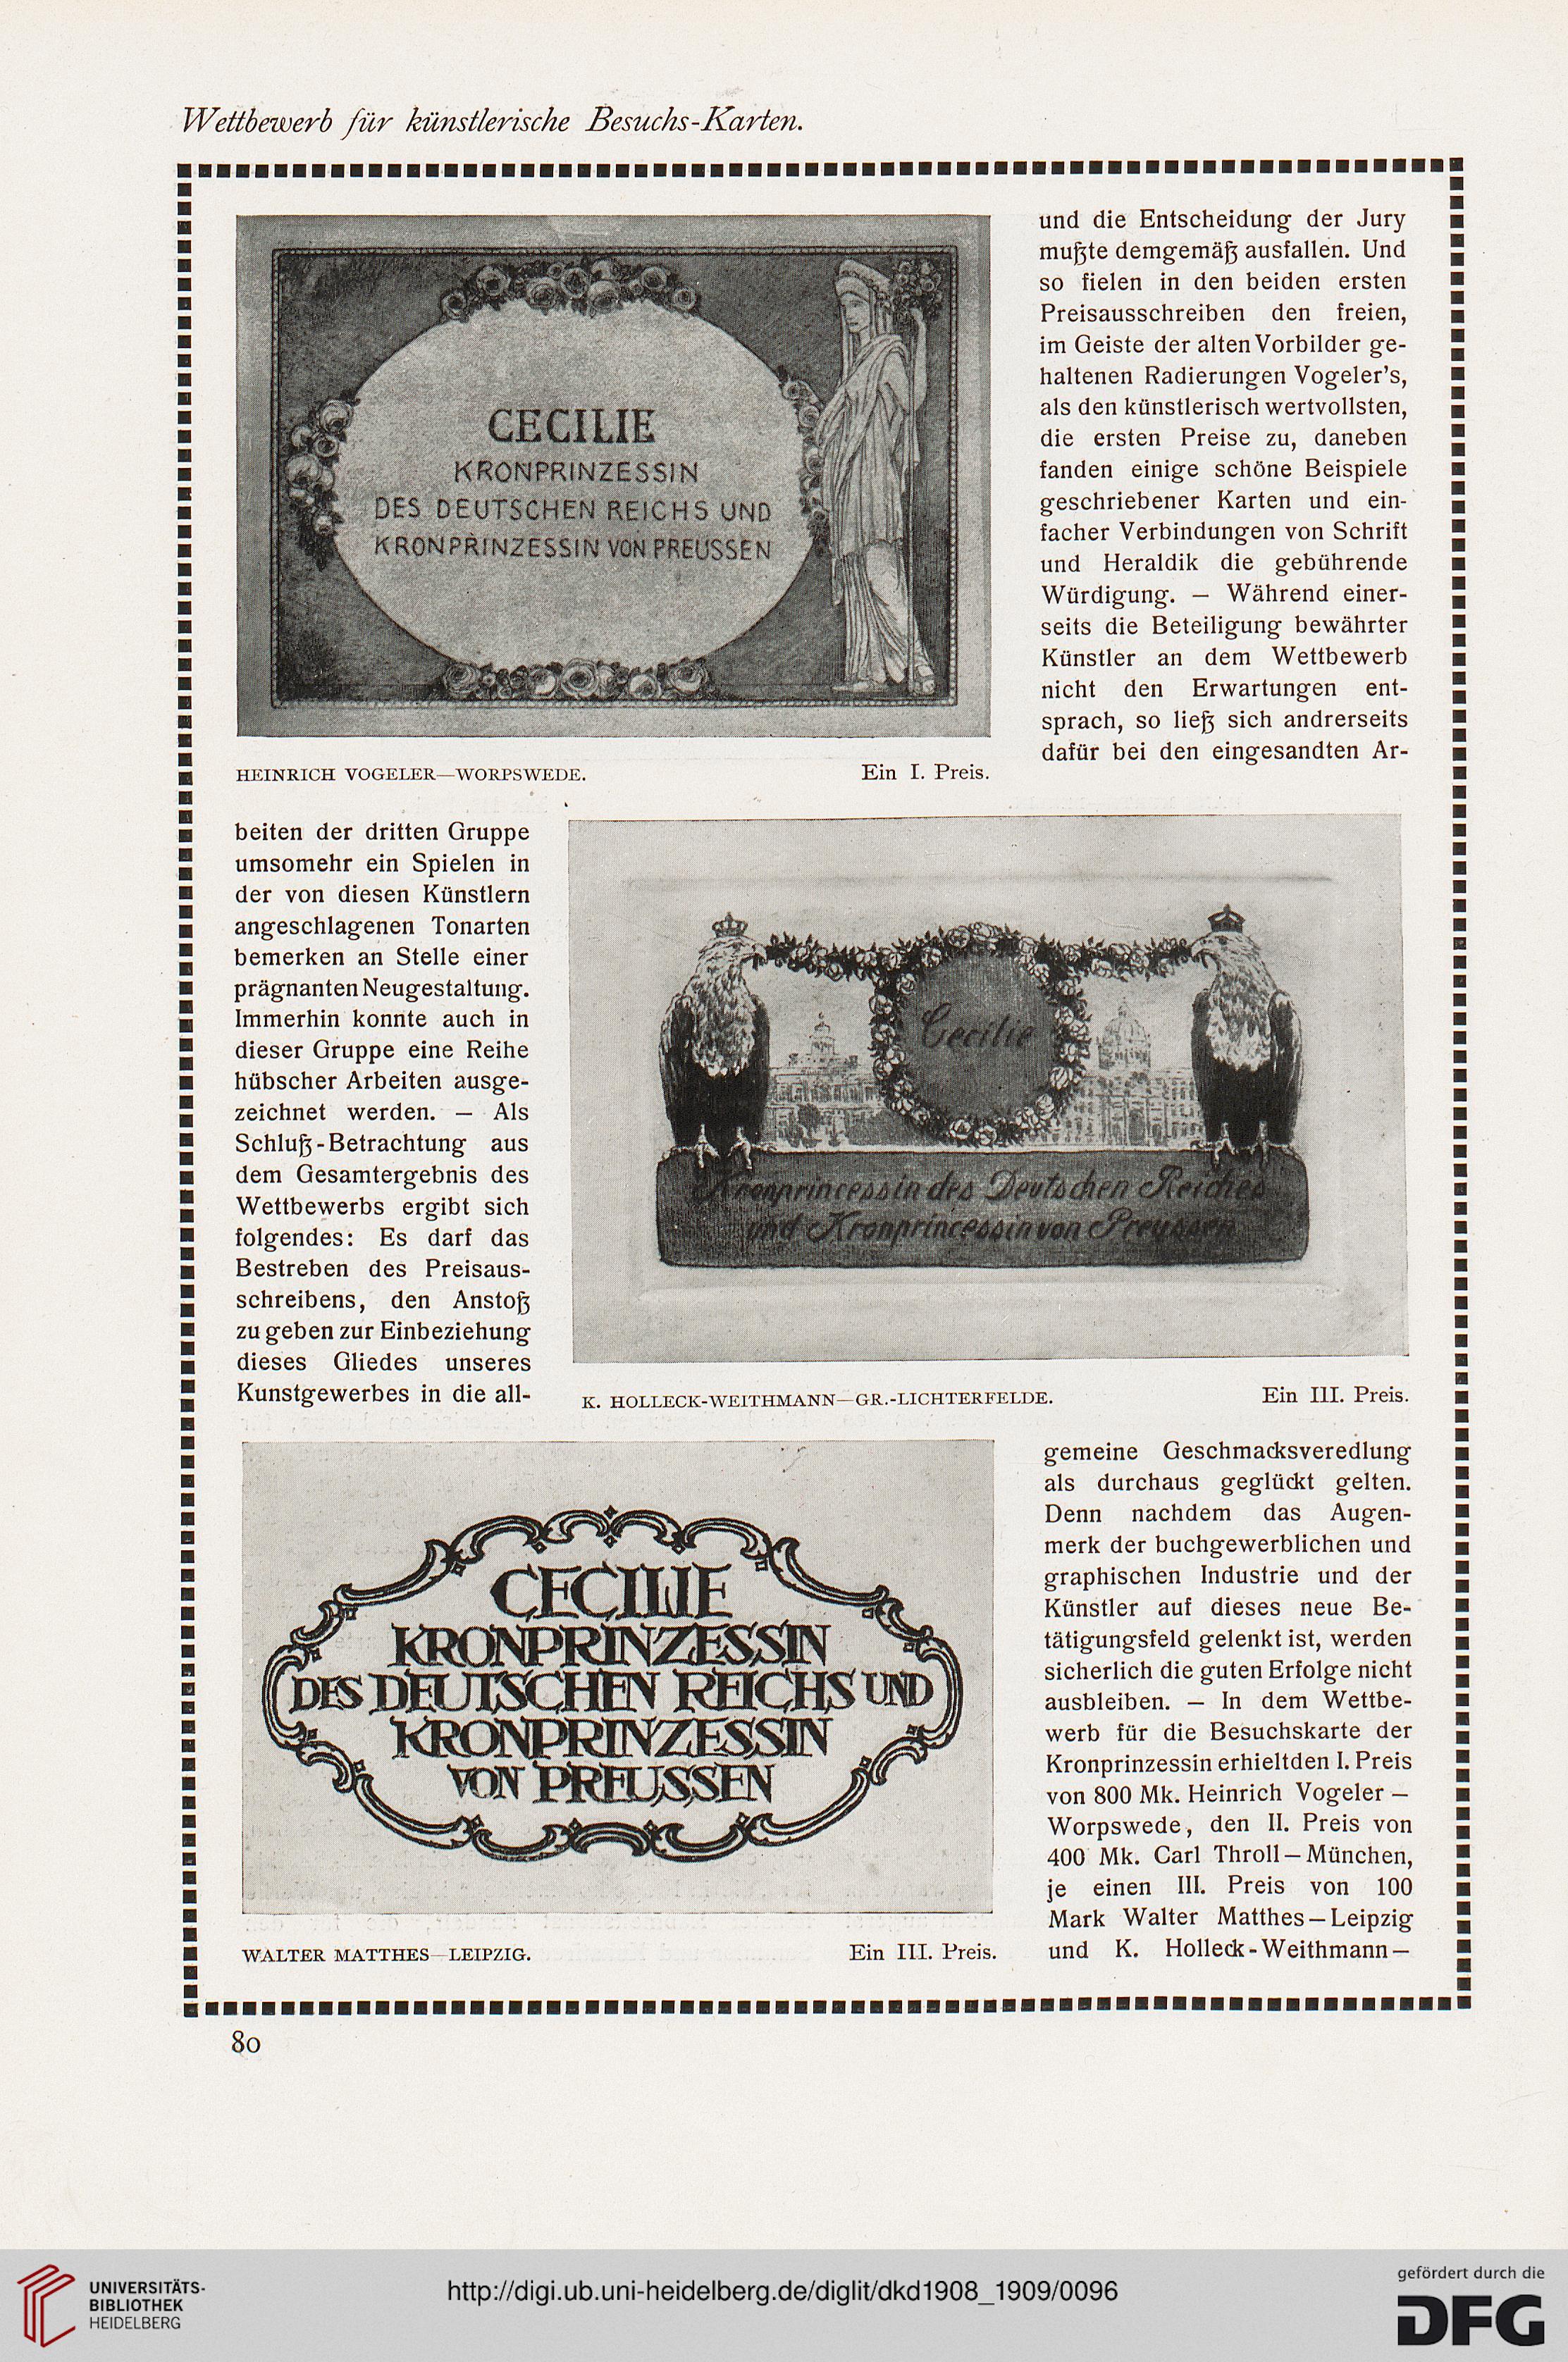 Wettbewerb für künstlerische Besuchs-Karten.
CECILIE
KRONPRINZESSIN
DES DEUTSCHEN REICHS UND
KRONPRINZESSIN VON PREUSSEN
HEINRICH VOGELER—WORPSWEDE.
Ein I. Preis.
und die Entscheidung der Jury
mußte demgemäß ausfallen. Und
so fielen in den beiden ersten
Preisausschreiben den freien,
im Geiste der alten Vorbilder ge-
haltenen Radierungen Vogeler's,
als den künstlerisch wertvollsten,
die ersten Preise zu, daneben
fanden einige schöne Beispiele
geschriebener Karten und ein-
facher Verbindungen von Schrift
und Heraldik die gebührende
Würdigung. — Während einer-
seits die Beteiligung bewährter
Künstler an dem Wettbewerb
nicht den Erwartungen ent-
sprach, so ließ sich andrerseits
dafür bei den eingesandten Ar-
beiten der dritten Gruppe
umsomehr ein Spielen in
der von diesen Künstlern
angeschlagenen Tonarten
bemerken an Stelle einer
prägnanten Neugestaltung.
Immerhin konnte auch in
dieser Gruppe eine Reihe
hübscher Arbeiten ausge-
zeichnet werden. — Als
Schluß-Betrachtung aus
dem Gesamtergebnis des
Wettbewerbs ergibt sich
folgendes: Es darf das
Bestreben des Preisaus-
schreibens, den Anstoß
zu geben zur Einbeziehung
dieses Gliedes unseres
Kunstgewerbes in die all-
Cecilie
Kronprincessin des Deutschen Reiches
und Kronprincessin von Preussen
K. HOLLECK-WEITHMANN—GR.-LICHTERFELDE.
Ein III. Preis.
CECILIE
KRONPRINZESSIN
DES DEUTSCHEN REICHS UND
KRONPRINZESSIN
VON PREUSSEN
WALTER MATTHES—LEIPZIG.
Ein III. Preis.
gemeine Geschmacksveredlung
als durchaus geglückt gelten.
Denn nachdem das Augen-
merk der buchgewerblichen und
graphischen Industrie und der
Künstler auf dieses neue Be-
tätigungsfeld gelenkt ist, werden
sicherlich die guten Erfolge nicht
ausbleiben. — In dem Wettbe-
werb für die Besuchskarte der
Kronprinzessin erhielt den I. Preis
von 800 Mk. Heinrich Vogeler —
Worpswede, den II. Preis von
400 Mk. Carl Throll — München,
je einen III. Preis von 100
Mark Walter Matthes — Leipzig
und K. Holleck-Weithmann —
80
UNIVERSITÄTS-
BIBLIOTHEK
HEIDELBERG
http://digi.ub.uni-heidelberg.de/diglit/dkd1908_1909/0096
gefördert durch die
DFG